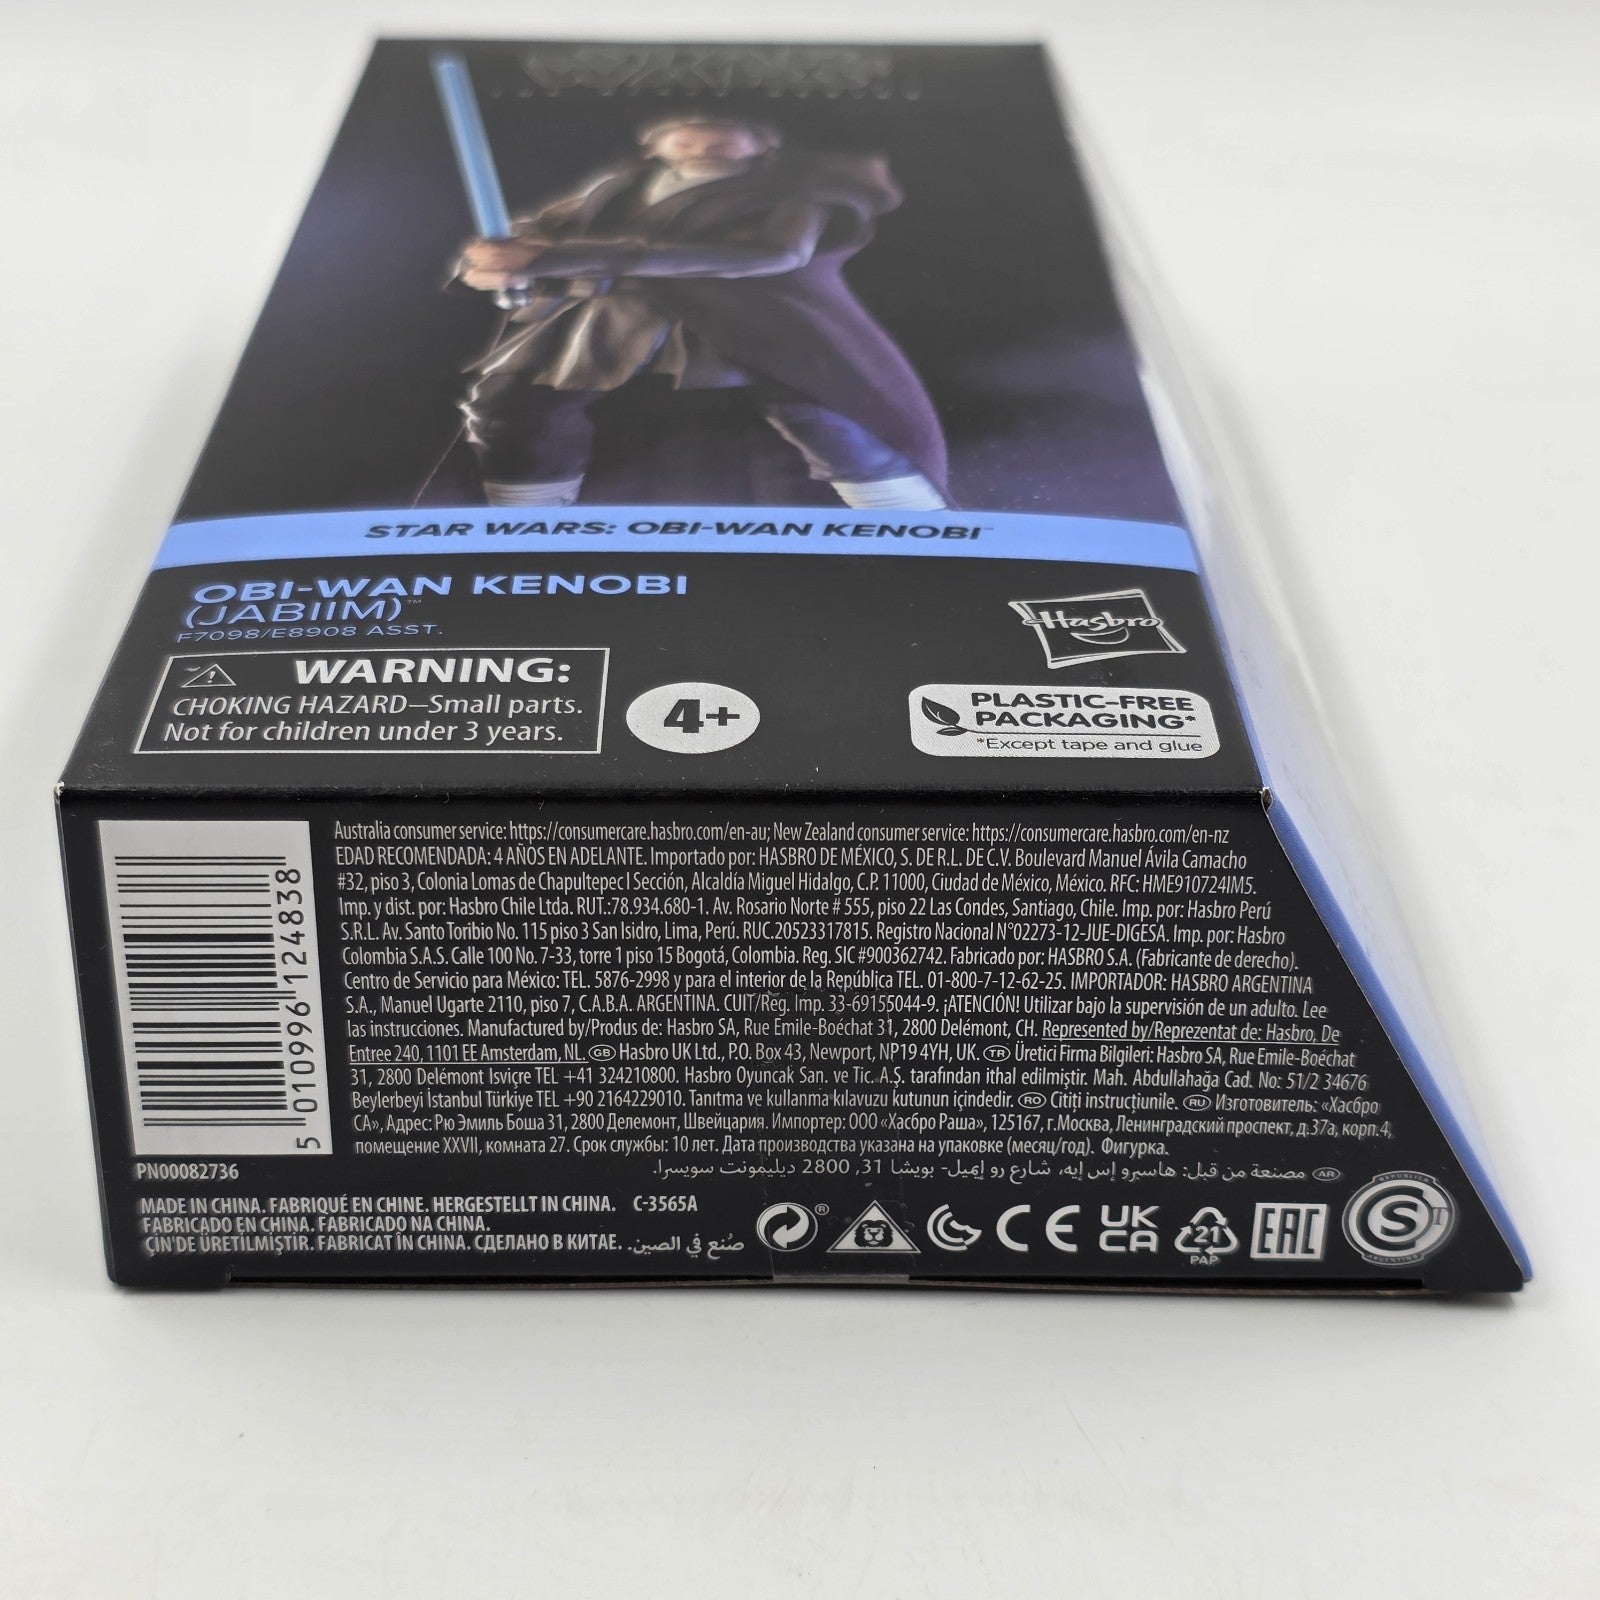 STAR WARS: OBI-WAN KENOBI™
OBI-WAN KENOBI
(JABIIM)™
F7098/E8908 ASST.
Hasbro
WARNING:
CHOKING HAZARD—Small parts.
Not for children under 3 years.
4+
PLASTIC-FREE
PACKAGING*
*Except tape and glue
Australia consumer service: https://consumercare.hasbro.com/en-au; New Zealand consumer service: https://consumercare.hasbro.com/en-nz
EDAD RECOMENDADA: 4 AÑOS EN ADELANTE. Importado por: HASBRO DE MÉXICO, S. DE R.L. DE C.V. Boulevard Manuel Ávila Camacho
#32, piso 3, Colonia Lomas de Chapultepec I Sección, Alcaldía Miguel Hidalgo, C.P. 11000, Ciudad de México, México. RFC: HME910724IM5.
Imp. y dist. por: Hasbro Chile Ltda. RUT.:78.934.680-1. Av. Rosario Norte # 555, piso 22 Las Condes, Santiago, Chile. Imp. por: Hasbro Perú
S.R.L. Av. Santo Toribio No. 115 piso 3 San Isidro, Lima, Perú. RUC.20523317815. Registro Nacional N°02273-12-JUE-DIGESA. Imp. por: Hasbro
Colombia S.A.S. Calle 100 No. 7-33, torre 1 piso 15 Bogotá, Colombia. Reg. SIC #900362742. Fabricado por: HASBRO S.A. (Fabricante de derecho).
Centro de Servicio para México: TEL. 5876-2998 y para el interior de la República TEL. 01-800-7-12-62-25. IMPORTADOR: HASBRO ARGENTINA
S.A., Manuel Ugarte 2110, piso 7, C.A.B.A. ARGENTINA. CUIT/Reg. Imp. 33-69155044-9. ¡ATENCIÓN! Utilizar bajo la supervisión de un adulto. Lee
las instrucciones. Manufactured by/Produs de: Hasbro SA, Rue Emile-Boéchat 31, 2800 Delémont, CH. Represented by/Reprezentat de: Hasbro, De
Entree 240, 1101 EE Amsterdam, NL. GB Hasbro UK Ltd., P.O. Box 43, Newport, NP19 4YH, UK. TR Üretici Firma Bilgileri: Hasbro SA, Rue Emile-Boéchat
31, 2800 Delémont Isviçre TEL +41 324210800. Hasbro Oyuncak San. ve Tic. A.Ş. tarafından ithal edilmiştir. Mah. Abdullahağa Cad. No: 51/2 34676
Beylerbeyi İstanbul Türkiye TEL +90 2164229010. Tanıtma ve kullanma kılavuzu kutunun içindedir. RO Citiți instrucțiunile. RU Изготовитель: «Хасбро
СА», Адрес: Рю Эмиль Боша 31, 2800 Делемонт, Швейцария. Импортер: ООО «Хасбро Раша», 125167, г. Москва, Ленинградский проспект, д.37а, корп.4,
помещение XXVII, комната 27. Срок службы: 10 лет. Дата производства указана на упаковке (месяц/год). Фигурка.
AR مصنعة من قبل: هاسبرو إس إيه، شارع رو إيميل- بويشا 31, 2800 ديليمونت سويسرا.
5 010996 124838
PN00082736
MADE IN CHINA. FABRIQUÉ EN CHINE. HERGESTELLT IN CHINA. C-3565A
FABRICADO EN CHINA. FABRICADO NA CHINA.
ÇİN'DE ÜRETİLMİŞTİR. FABRICAT ÎN CHINA. СДЕЛАНО В КИТАЕ. صُنع في الصين.
®
CE
UK
CA
21
PAP
EAC
REPUBLICA
S T
ARGENTINA